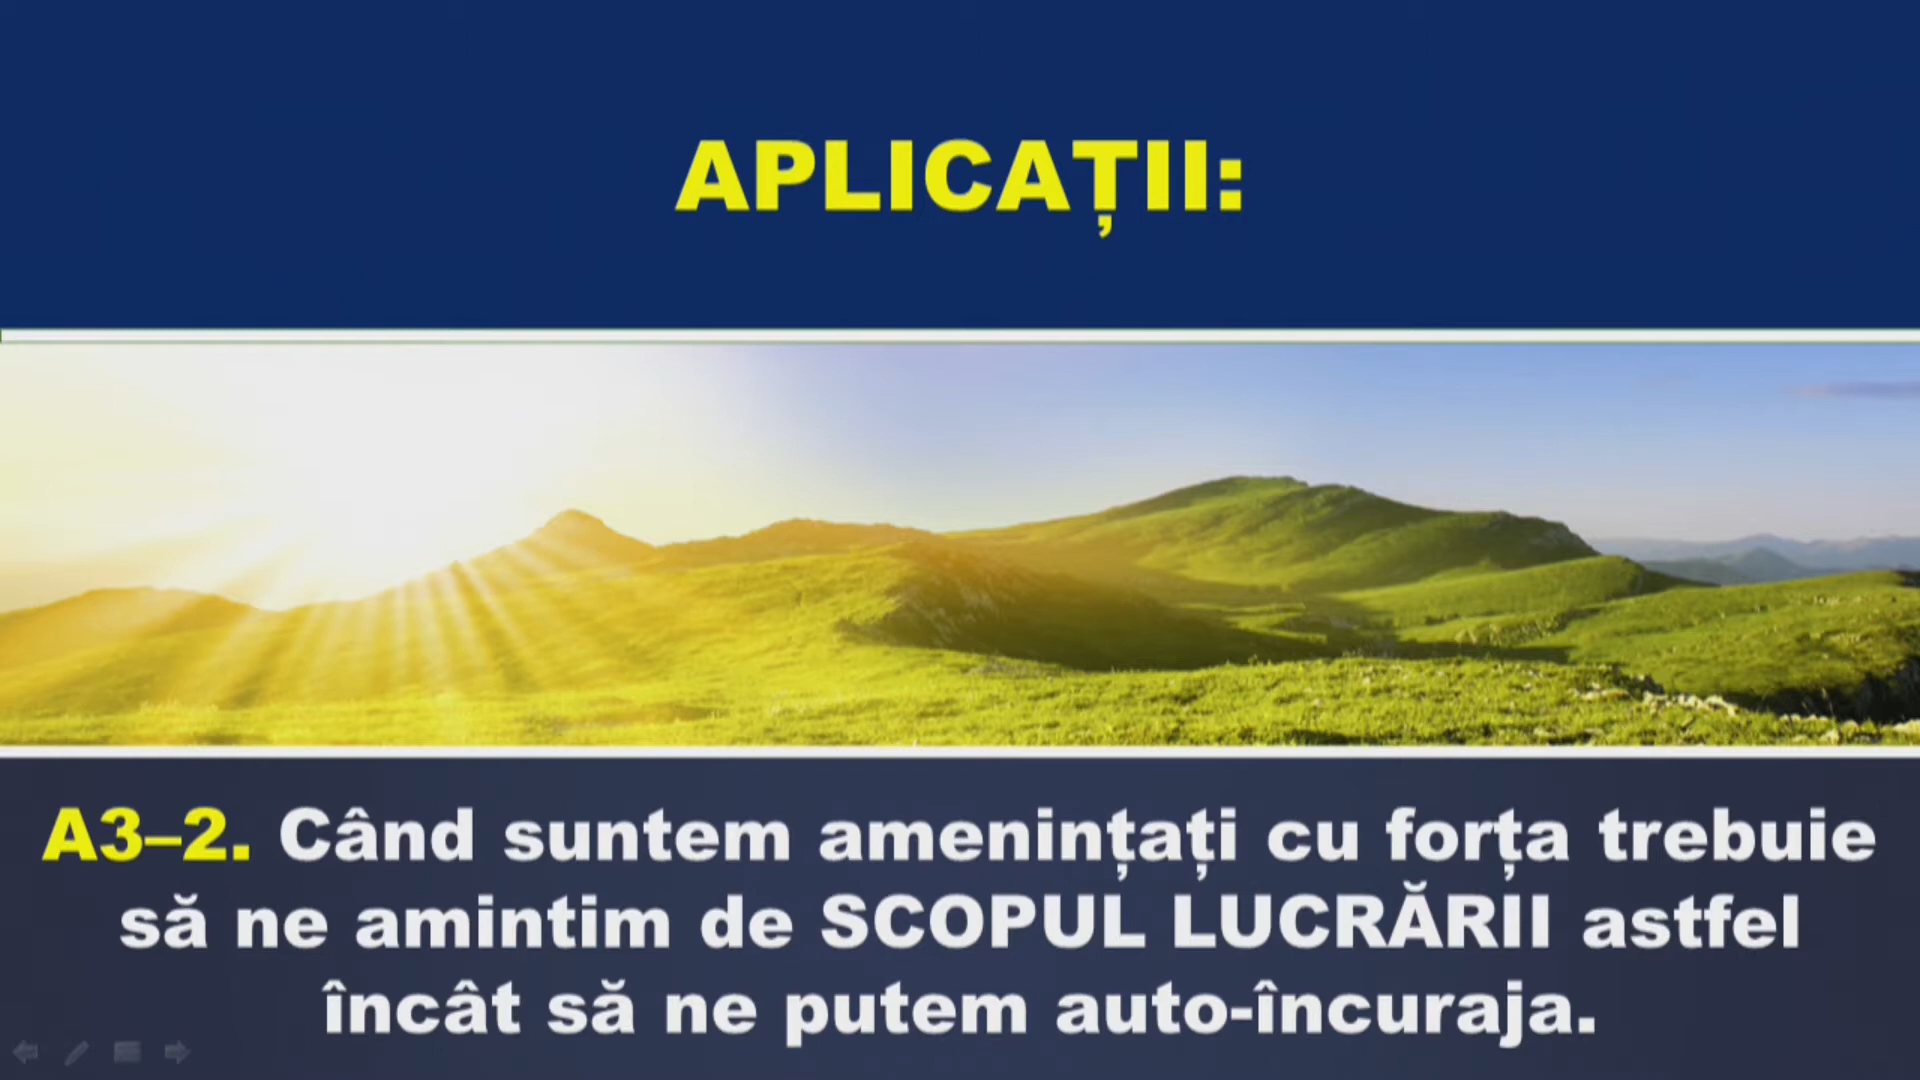 APLICAȚII:
A3–2. Când suntem amenințați cu forța trebuie
să ne amintim de SCOPUL LUCRĂRII astfel
încât să ne putem auto-încuraja.